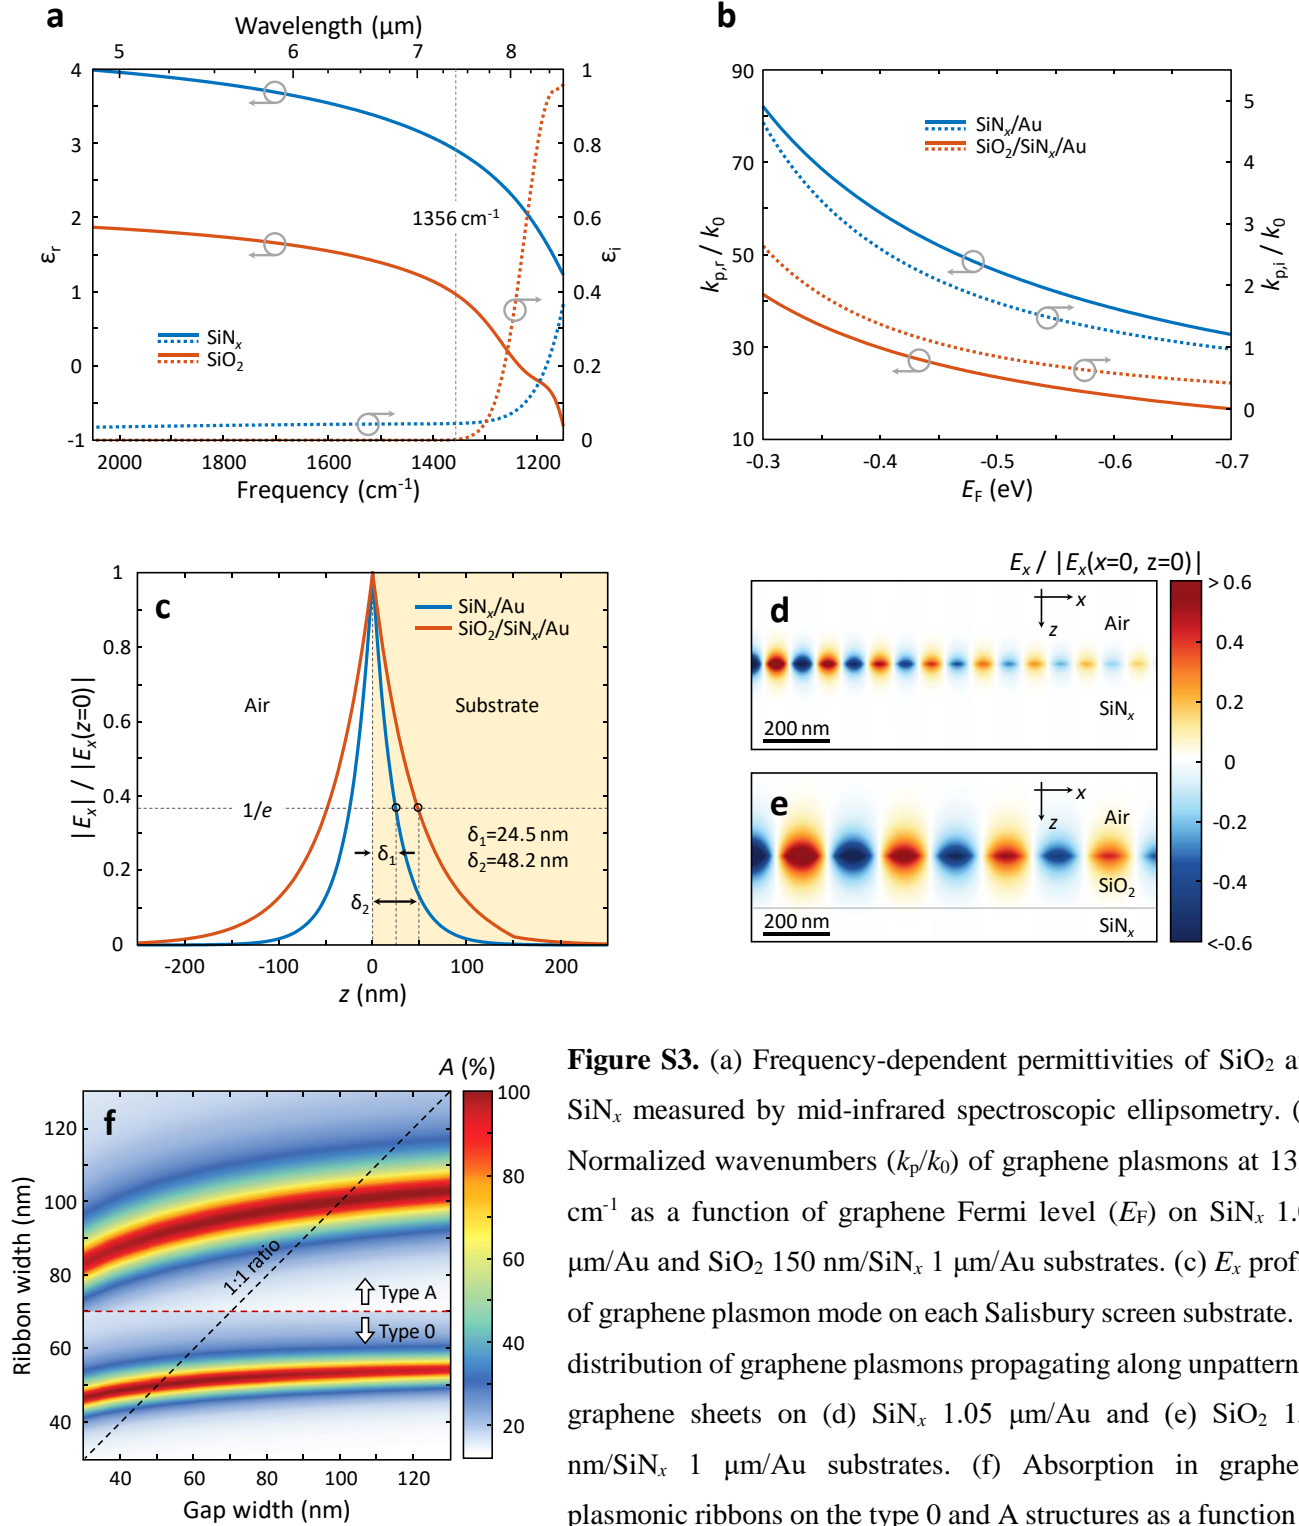 a
Wavelength (μm)
5 6 7 8
4 3 2 1 0 -1
εr
1 0.8 0.6 0.4 0.2 0
εi
1356 cm-1
SiNx
SiO2
2000 1800 1600 1400 1200
Frequency (cm-1)
b
90 70 50 30 10
kp,r / k0
5 4 3 2 1 0
kp,i / k0
SiNx/Au
SiO2/SiNx/Au
-0.3 -0.4 -0.5 -0.6 -0.7
EF (eV)
c
1 0.8 0.6 0.4 0.2 0
|Ex| / |Ex(z=0)|
SiNx/Au
SiO2/SiNx/Au
Air
Substrate
1/e
δ1=24.5 nm
δ2=48.2 nm
δ1
δ2
-200 -100 0 100 200
z (nm)
Ex / |Ex(x=0, z=0)|
d
x
z
Air
SiNx
200 nm
e
x
z
Air
SiO2
SiNx
200 nm
> 0.6
0.4
0.2
0
-0.2
-0.4
<-0.6
A (%)
f
120 100 80 60 40
Ribbon width (nm)
1:1 ratio
Type A
Type 0
40 60 80 100 120
Gap width (nm)
100 80 60 40 20
Figure S3. (a) Frequency-dependent permittivities of SiO2
SiNx measured by mid-infrared spectroscopic ellipsometry.
Normalized wavenumbers (kp/k0) of graphene plasmons at
cm-1 as a function of graphene Fermi level (EF) on SiNx
μm/Au and SiO2 150 nm/SiNx 1 μm/Au substrates. (c) Ex
of graphene plasmon mode on each Salisbury screen substrate.
distribution of graphene plasmons propagating along
graphene sheets on (d) SiNx 1.05 μm/Au and (e) SiO2
nm/SiNx 1 μm/Au substrates. (f) Absorption in
plasmonic ribbons on the type 0 and A structures as a function